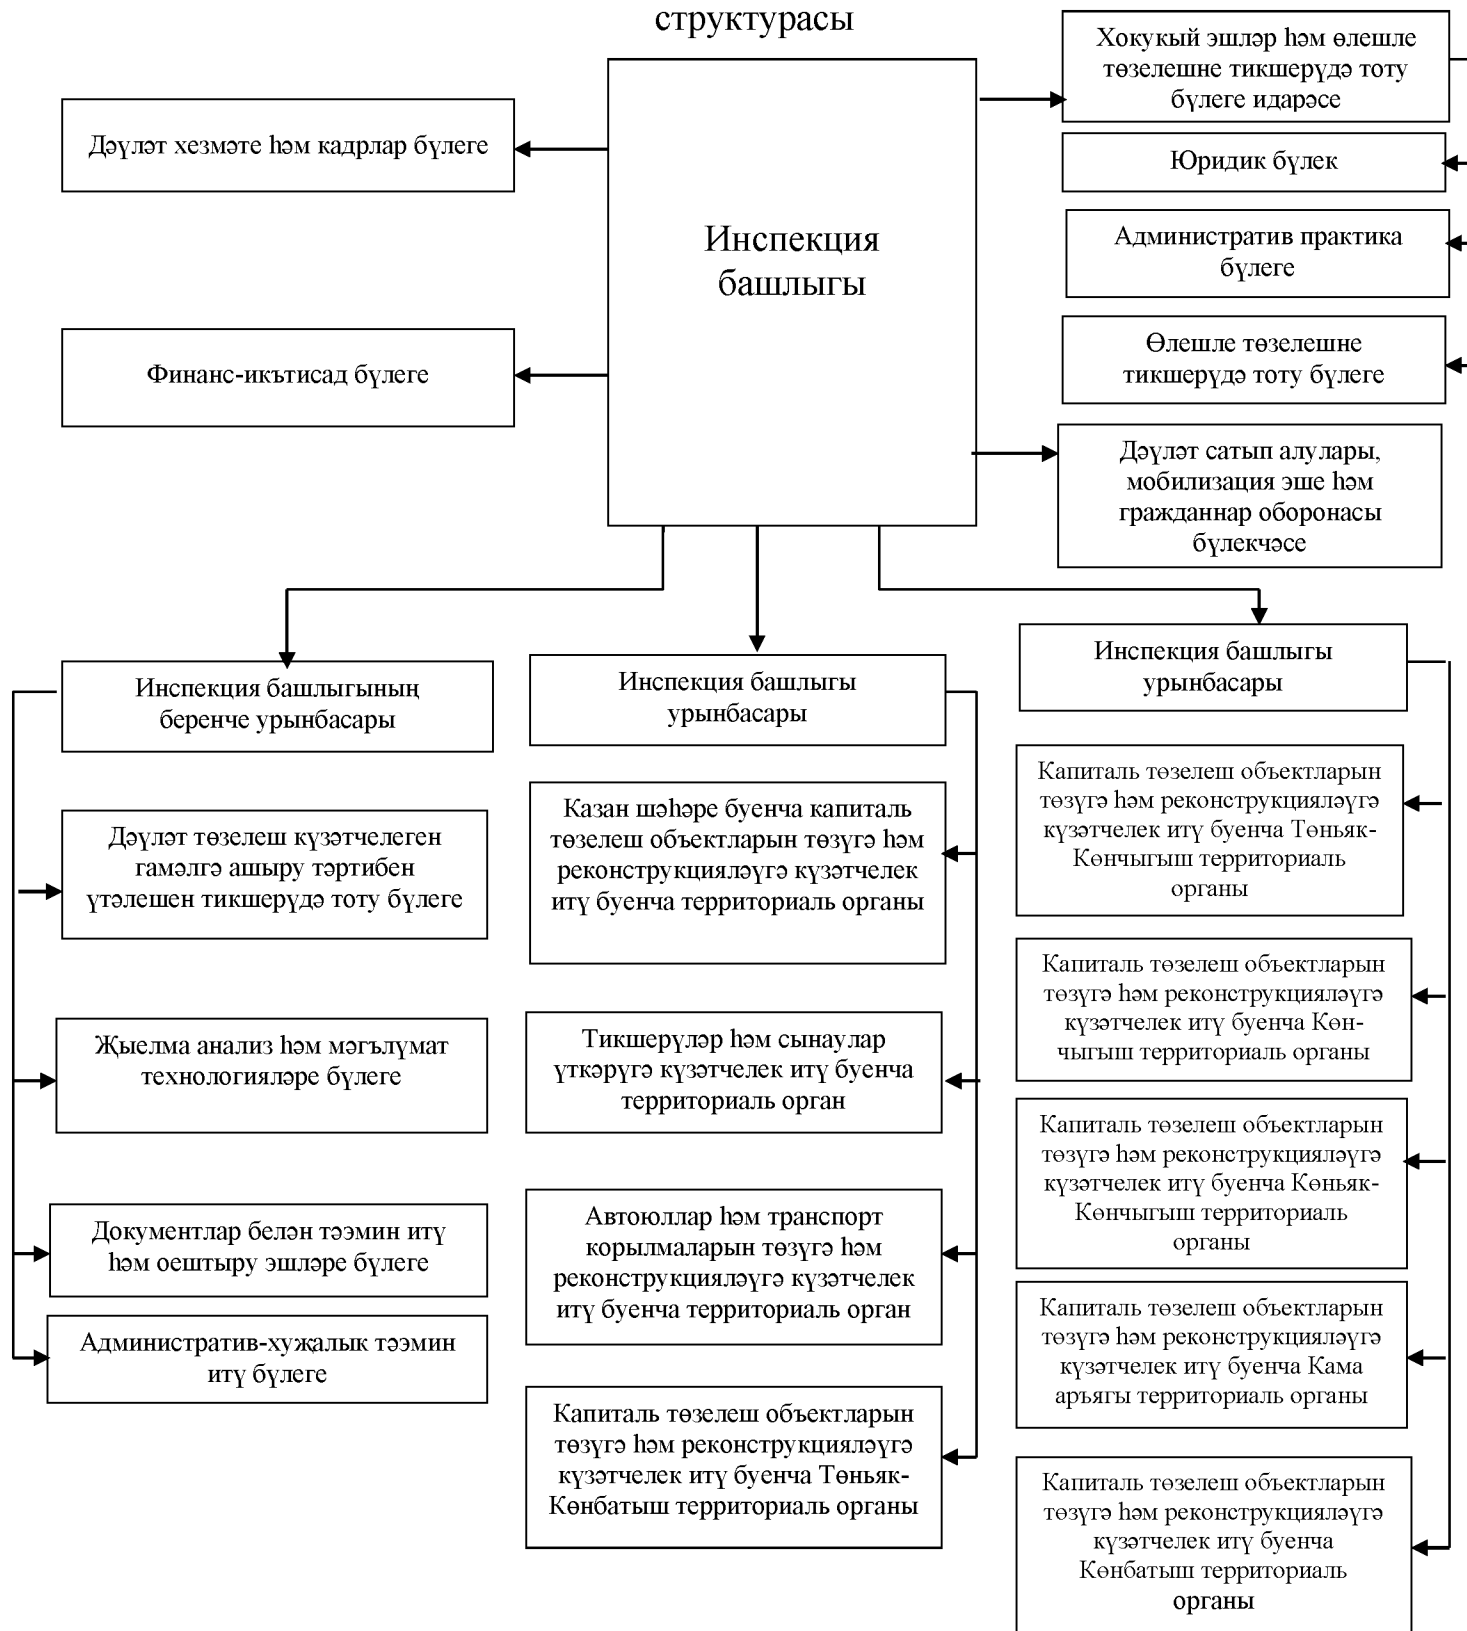 структурасы
Хокукый эшләр һәм өлешле
төзелешне тикшерүдә тоту
бүлеге идарәсе
Дәүләт хезмәте һәм кадрлар бүлеге
Юридик бүлек
Инспекция
башлыгы
Административ практика
бүлеге
Финанс-икътисад бүлеге
Өлешле төзелешне
тикшерүдә тоту бүлеге
Дәүләт сатып алулары,
мобилизация эше һәм
гражданнар оборонасы
бүлекчәсе
Инспекция башлыгының
беренче урынбасары
Дәүләт төзелеш күзәтчелеген
гамәлгә ашыру тәртибен
үтәлешен тикшерүдә тоту бүлеге
Җыелма анализ һәм мәгълүмат
технологияләре бүлеге
Документлар белән тәэмин итү
һәм оештыру эшләре бүлеге
Административ-хуҗалык тәэмин
итү бүлеге
Инспекция башлыгы
урынбасары
Казан шәһәре буенча капиталь
төзелеш объектларын төзүгә һәм
реконструкцияләүгә күзәтчелек
итү буенча территориаль органы
Тикшерүләр һәм сынаулар
үткәрүгә күзәтчелек итү буенча
территориаль орган
Автоюллар һәм транспорт
корылмаларын төзүгә һәм
реконструкцияләүгә күзәтчелек
итү буенча территориаль орган
Капиталь төзелеш объектларын
төзүгә һәм реконструкцияләүгә
күзәтчелек итү буенча Төньяк-
Көнбатыш территориаль органы
Инспекция башлыгы
урынбасары
Капиталь төзелеш объектларын
төзүгә һәм реконструкцияләүгә
күзәтчелек итү буенча Төньяк-
Көнчыгыш территориаль
органы
Капиталь төзелеш объектларын
төзүгә һәм реконструкцияләүгә
күзәтчелек итү буенча Көн-
чыгыш территориаль органы
Капиталь төзелеш объектларын
төзүгә һәм реконструкцияләүгә
күзәтчелек итү буенча Көньяк-
Көнчыгыш территориаль
органы
Капиталь төзелеш объектларын
төзүгә һәм реконструкцияләүгә
күзәтчелек итү буенча Кама
аръягы территориаль органы
Капиталь төзелеш объектларын
төзүгә һәм реконструкцияләүгә
күзәтчелек итү буенча
Көнбатыш территориаль
органы